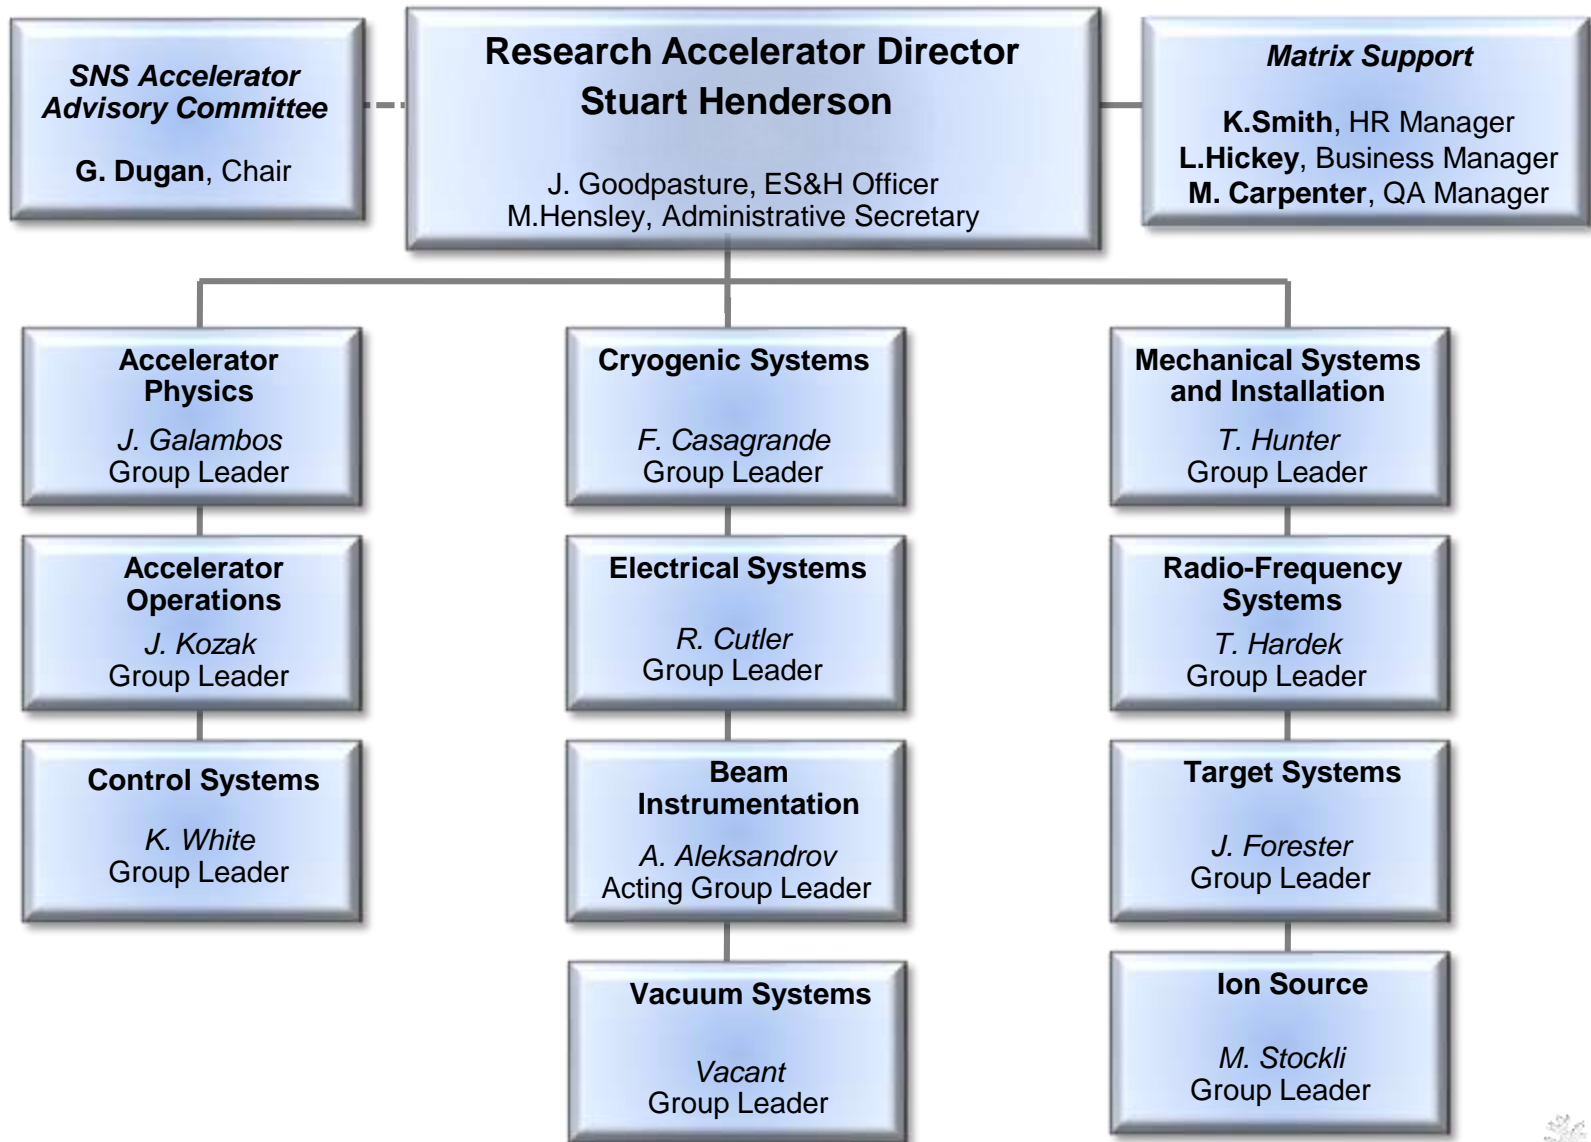 SNS Accelerator
Advisory Committee
G. Dugan, Chair
Research Accelerator Director
Stuart Henderson
J. Goodpasture, ES&H Officer
M.Hensley, Administrative Secretary
Matrix Support
K.Smith, HR Manager
L.Hickey, Business Manager
M. Carpenter, QA Manager
Accelerator
Physics
J. Galambos
Group Leader
Accelerator
Operations
J. Kozak
Group Leader
Control Systems
K. White
Group Leader
Cryogenic Systems
F. Casagrande
Group Leader
Electrical Systems
R. Cutler
Group Leader
Beam
Instrumentation
A. Aleksandrov
Acting Group Leader
Vacuum Systems
Vacant
Group Leader
Mechanical Systems
and Installation
T. Hunter
Group Leader
Radio-Frequency
Systems
T. Hardek
Group Leader
Target Systems
J. Forester
Group Leader
Ion Source
M. Stockli
Group Leader